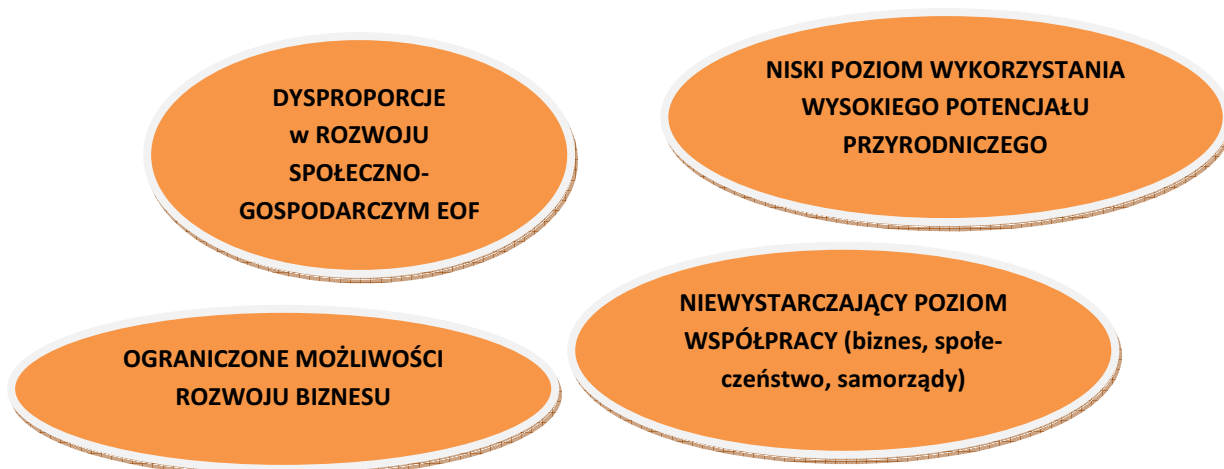 DYSPROPORCJE
w ROZWOJU
SPOŁECZNO-
GOSPODARCZYM EOF
NISKI POZIOM WYKORZYSTANIA
WYSOKIEGO POTENCJAŁU
PRZYRODNICZEGO
OGRANICZONE MOŻLIWOŚCI
ROZWOJU BIZNESU
NIEWYSTARCZAJĄCY POZIOM
WSPÓŁPRACY (biznes, społe-
czeństwo, samorządy)